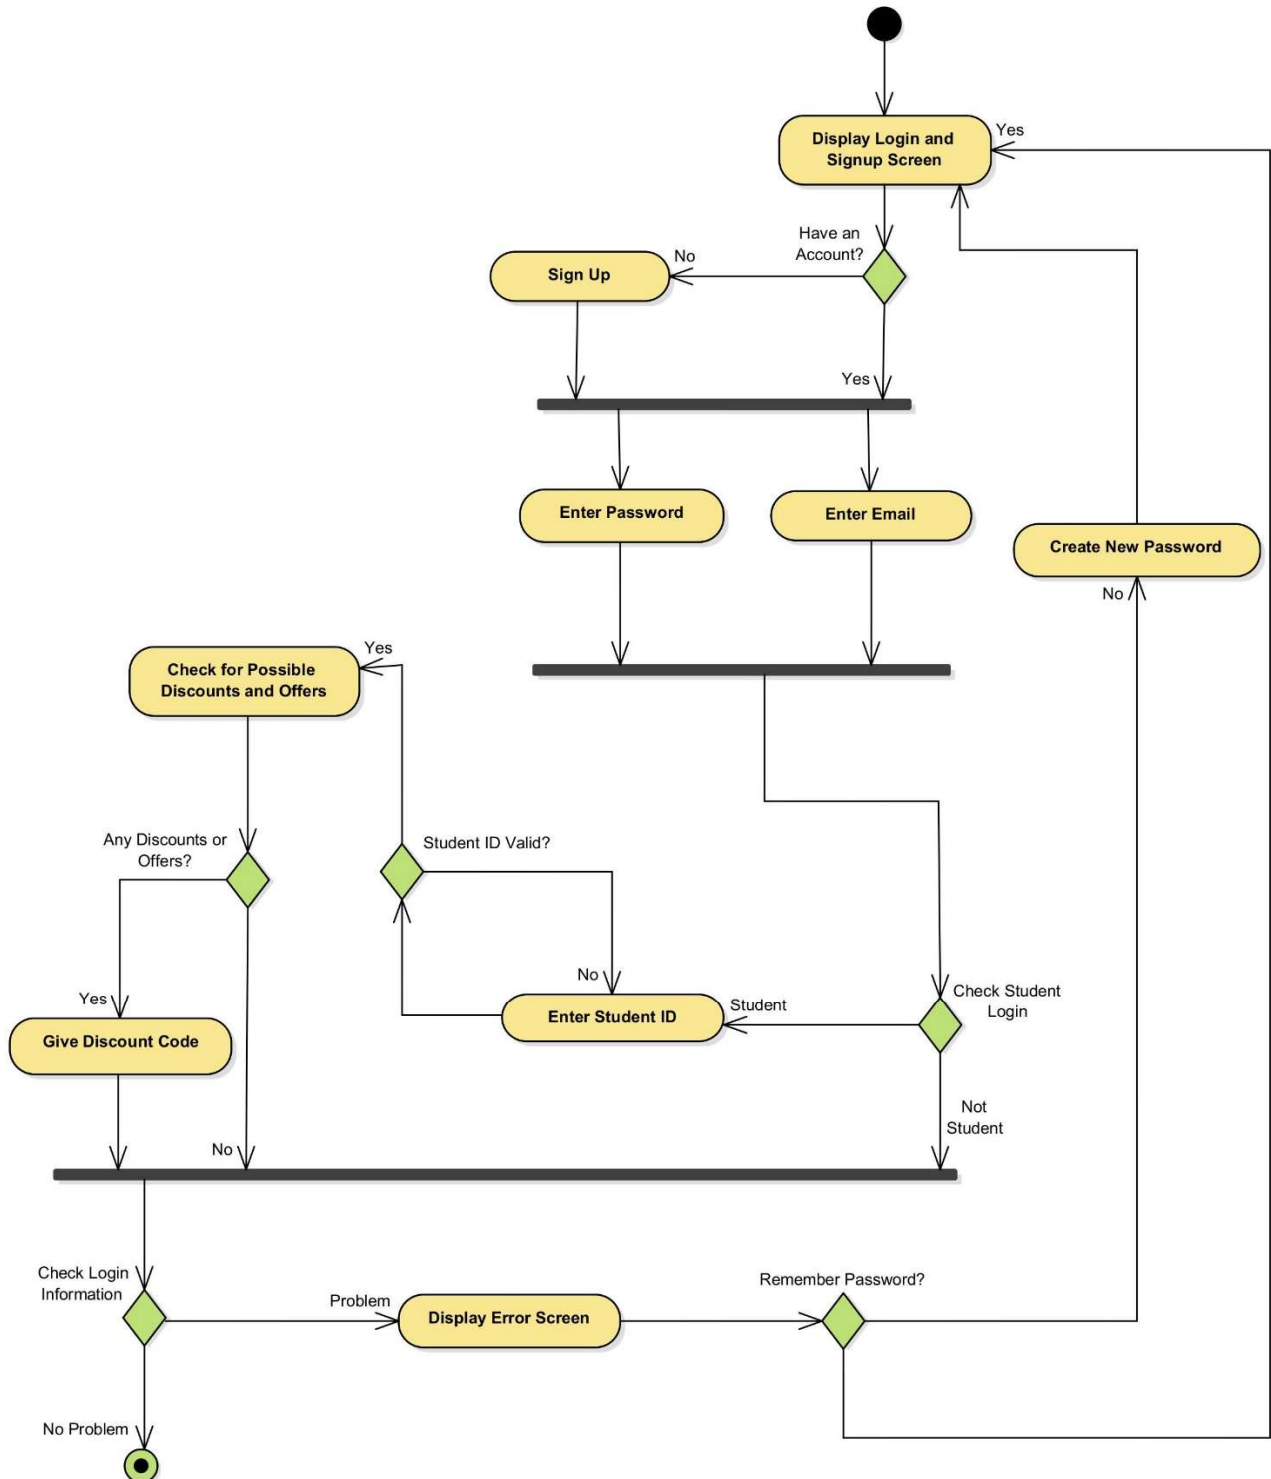 Display Login and
Signup Screen
Yes
Have an
Account?
No
Sign Up
Yes
Enter Password
Enter Email
Create New Password
No
Check for Possible
Discounts and Offers
Yes
Any Discounts or
Offers?
Student ID Valid?
No
Enter Student ID
Student
Check Student
Login
Yes
Give Discount Code
Not
Student
No
Check Login
Information
Problem
Display Error Screen
Remember Password?
No Problem